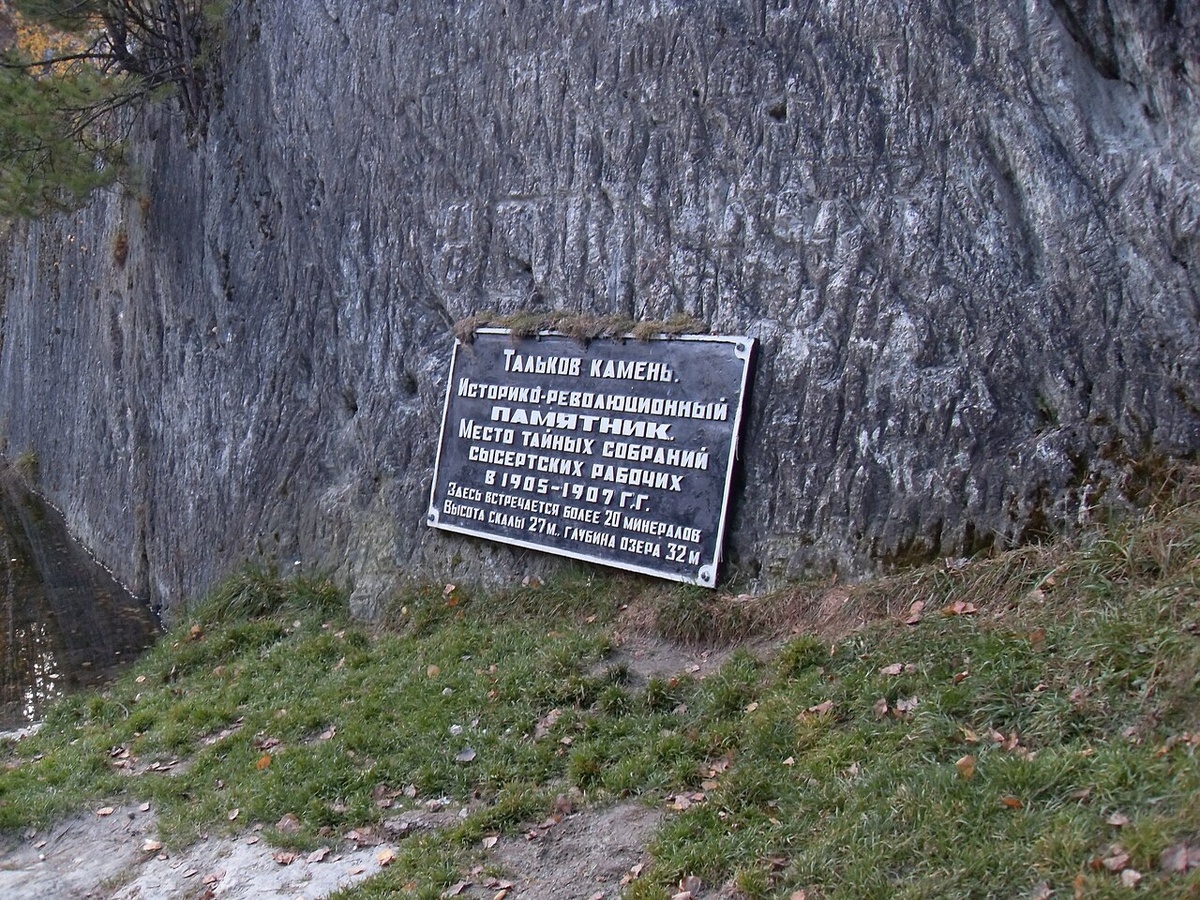 Тальков камень.
Историко-революционный
памятник.
Место тайных собраний
сысертских рабочих
в 1905-1907 г.г.
Здесь встречается более 20 минералов
Высота скалы 27м., глубина озера 32м